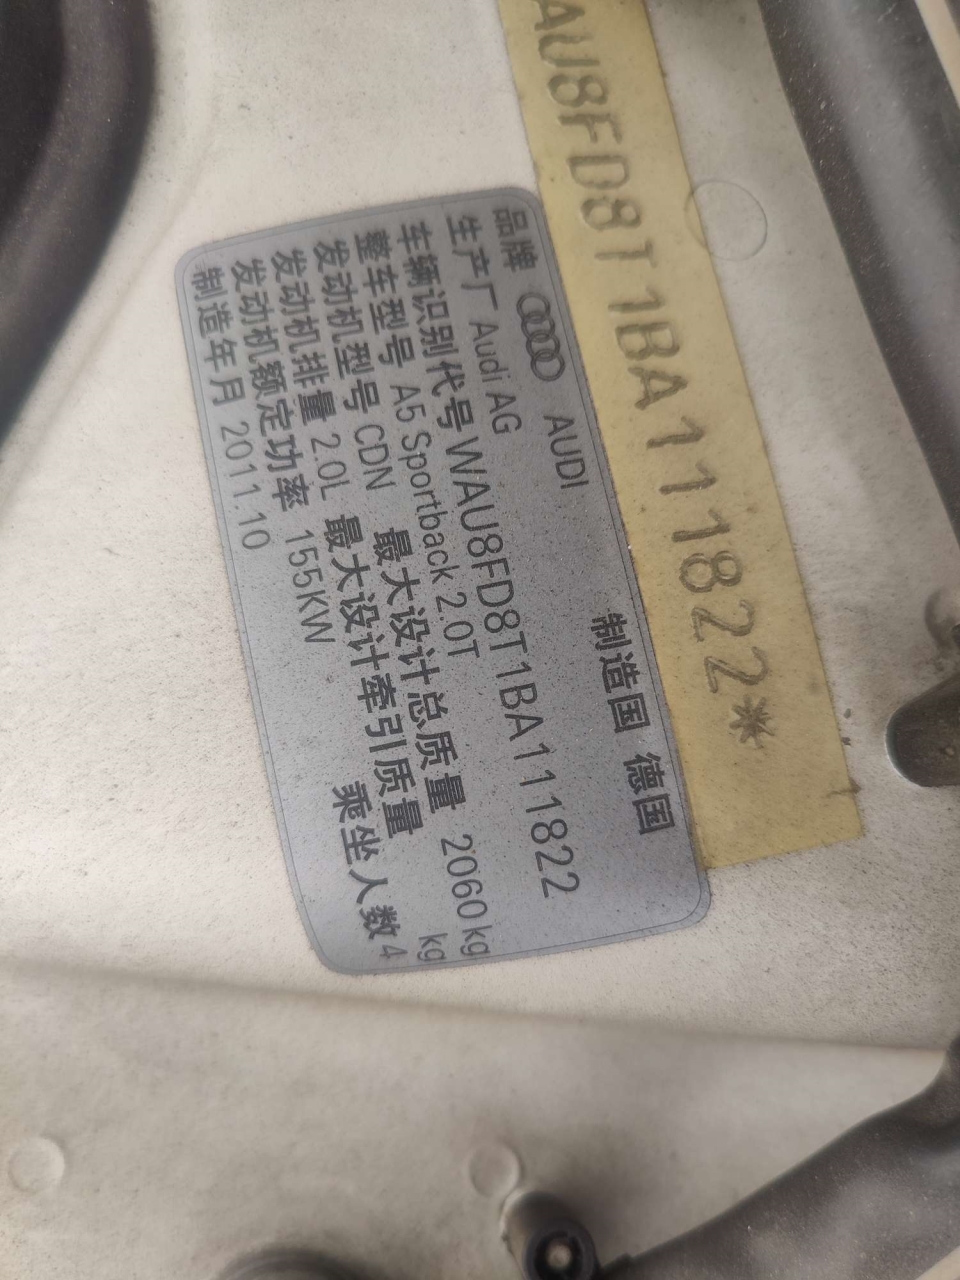 AU8FD8T1BA111822*
品牌 AUDI 制造国 德国
生产厂 Audi AG
车辆识别代号 WAU8FD8T1BA111822
整车型号 A5 Sportback 2.0T 最大设计总质量 2060kg
发动机型号 CDN 最大设计牵引质量 kg
发动机排量 2.0L 乘坐人数 4
发动机额定功率 155KW
制造年月 2011.10